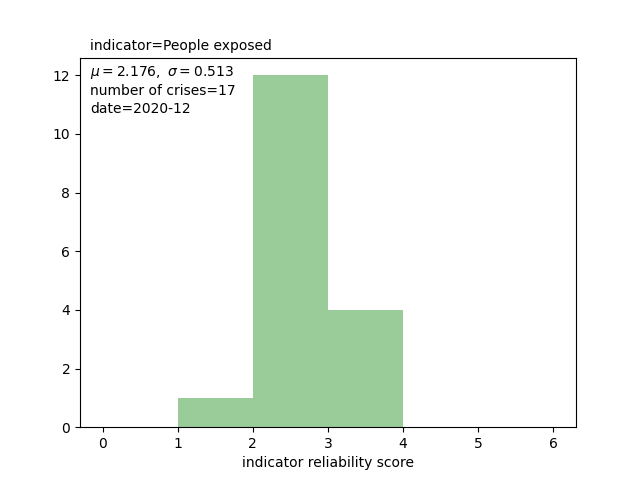 indicator=People exposed
μ = 2.176, σ = 0.513
number of crises=17
date=2020-12
12
10
8
6
4
2
0
0 1 2 3 4 5 6
indicator reliability score